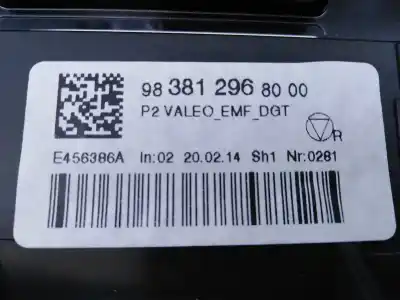 98 381 296 80 00
P2 VALEO_EMF_DGT
R
E456386A In:02 20.02.14 Sh1 Nr:0281